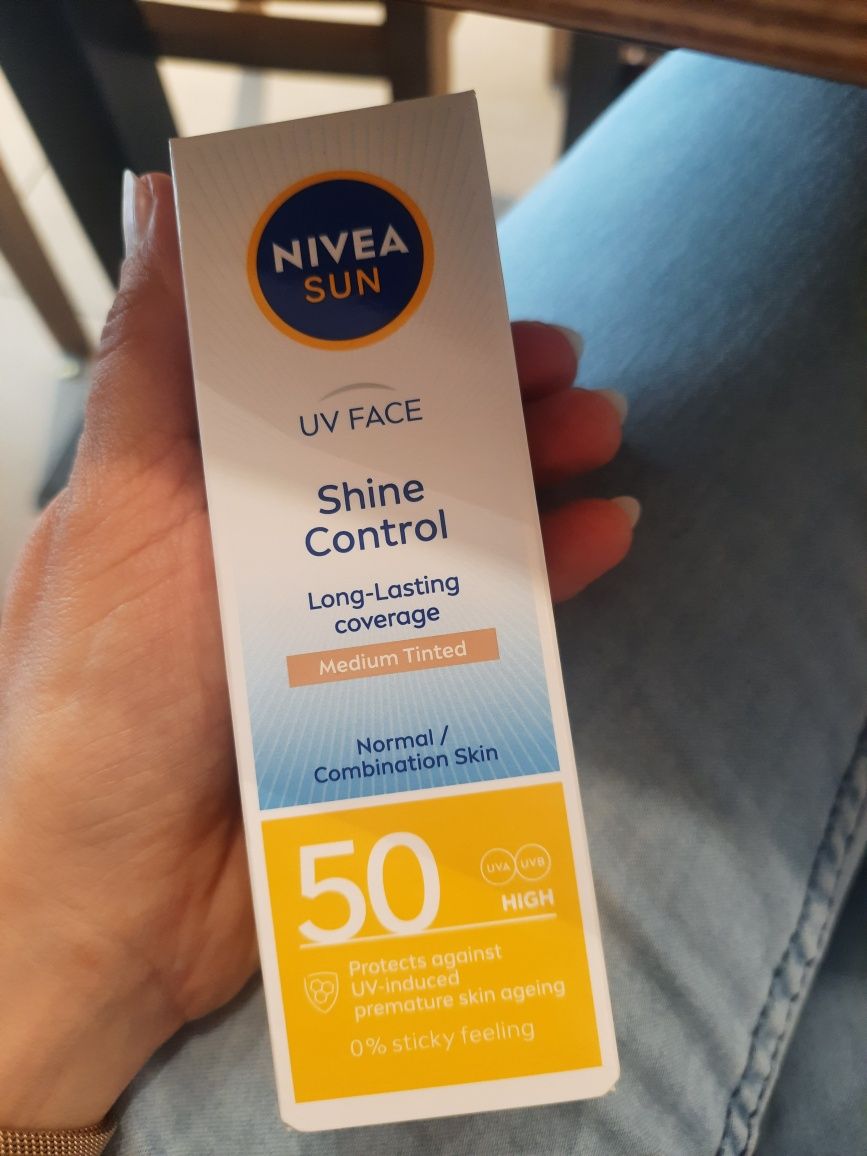 NIVEA
SUN
UV FACE
Shine
Control
Long-Lasting
coverage
Medium Tinted
Normal /
Combination Skin
50
UVA UVB
HIGH
Protects against
UV-induced
premature skin ageing
0% sticky feeling